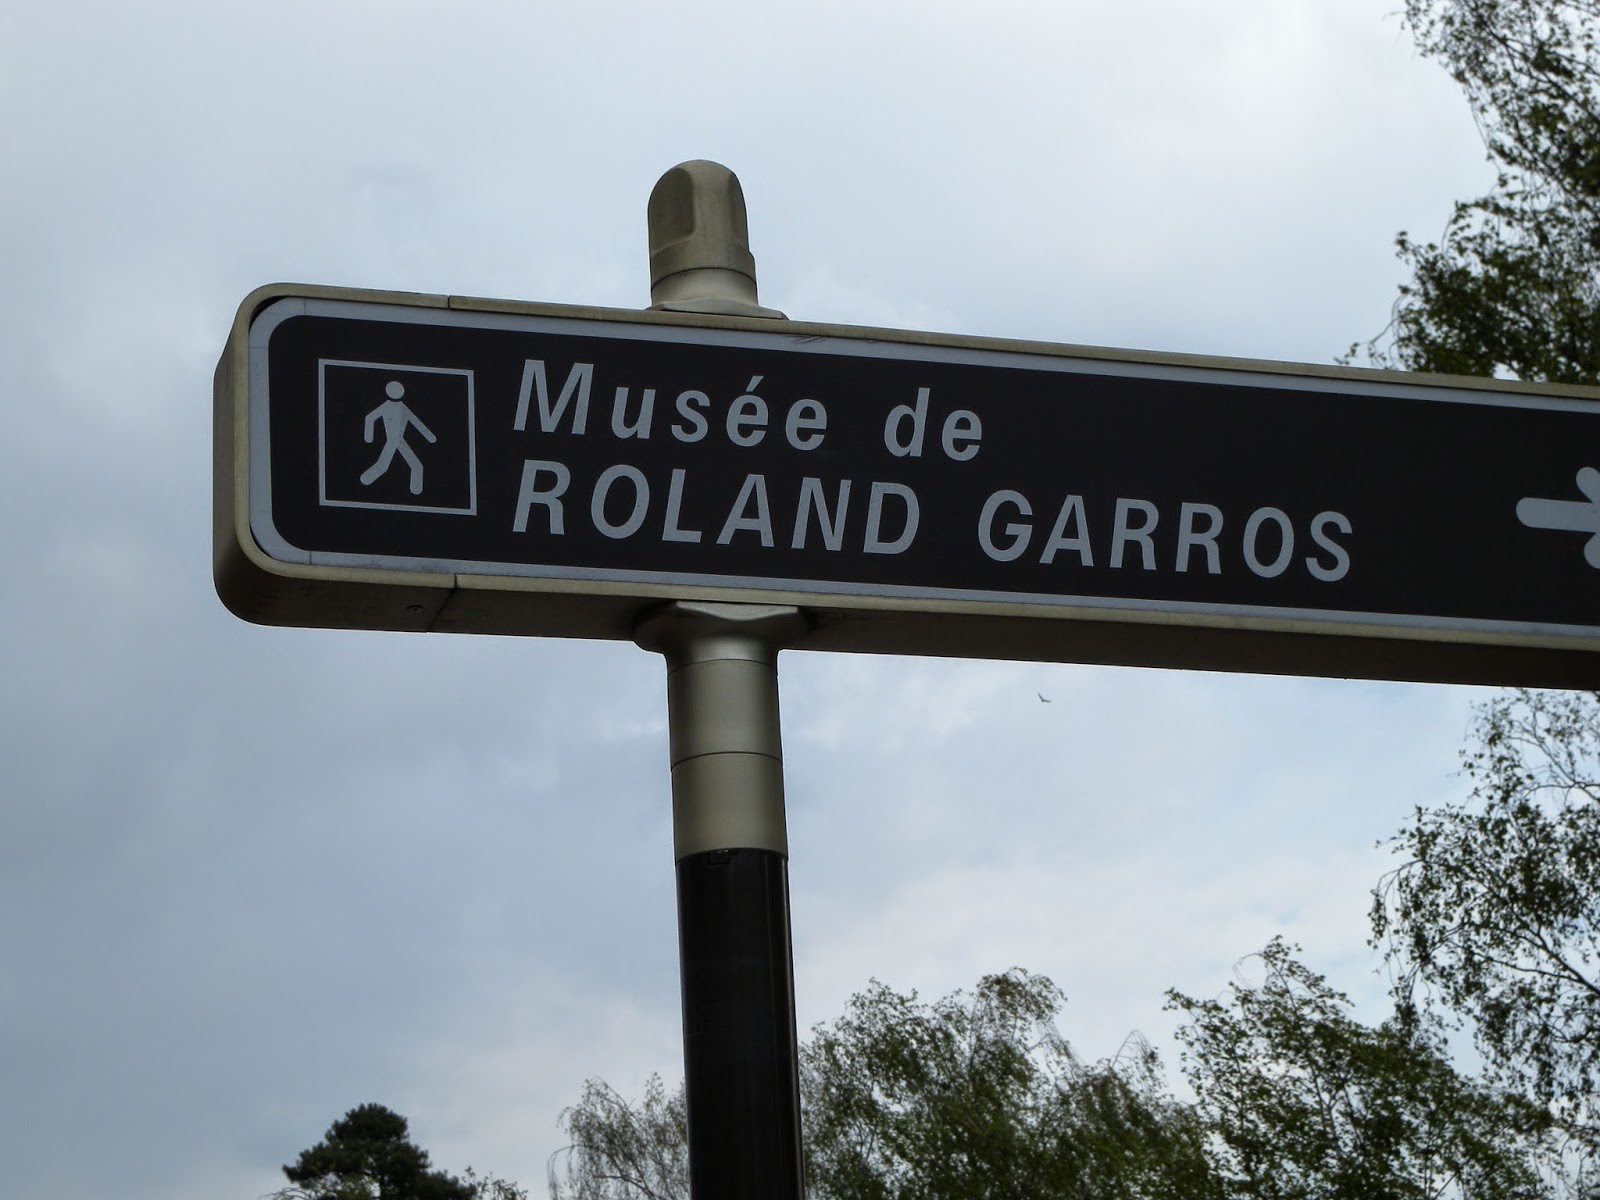 Musée de
ROLAND GARROS